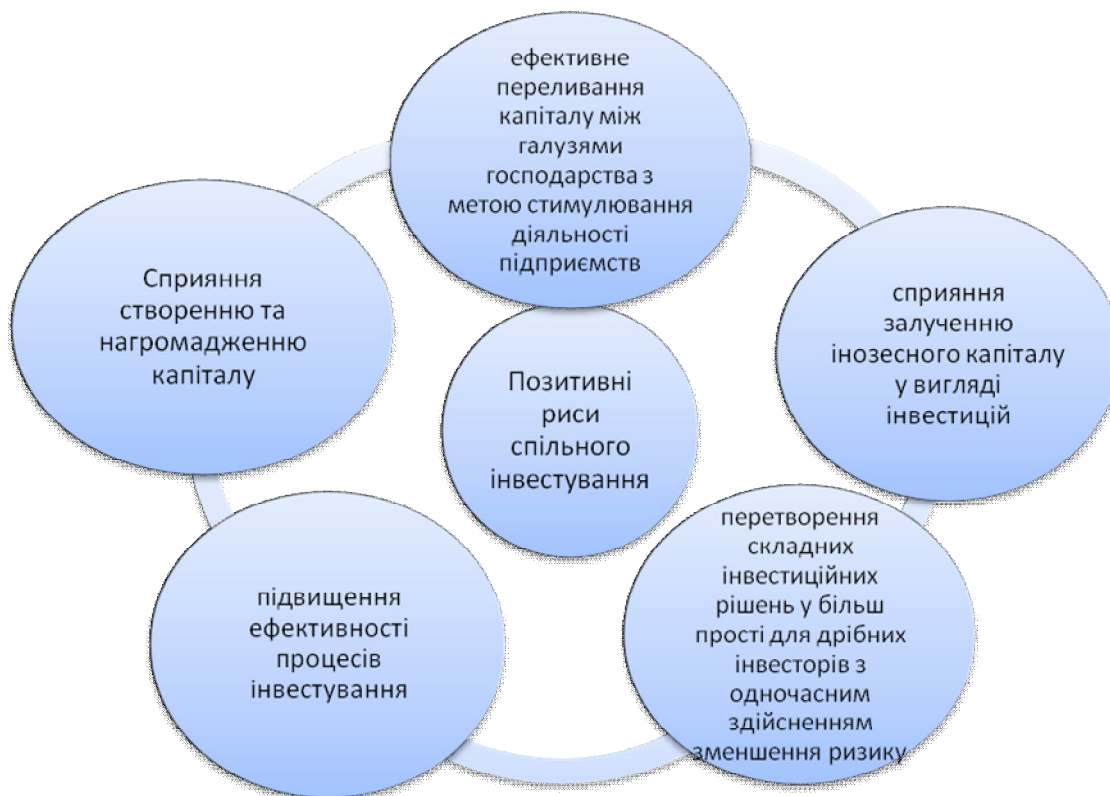 ефективне
переливання
капіталу між
галузями
господарства з
метою стимулювання
діяльності
підприємств
сприяння
залученню
інозесного капіталу
у вигляді
інвестицій
перетворення
складних
інвестиційних
рішень у більш
прості для дрібних
інвесторів з
одночасним
здійсненням
зменшення ризику
підвищення
ефективності
процесів
інвестування
Сприяння
створенню та
нагромадженню
капіталу
Позитивні
риси
спільного
інвестування